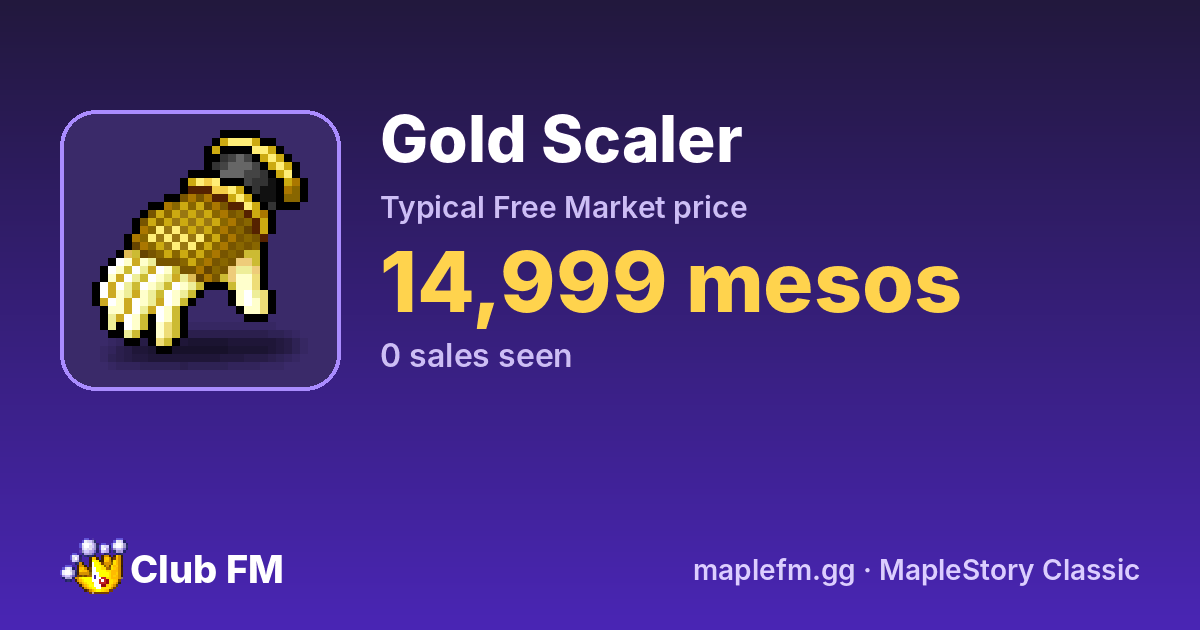 Gold Scaler
Typical Free Market price
14,999 mesos
0 sales seen
Club FM
maplefm.gg · MapleStory Classic